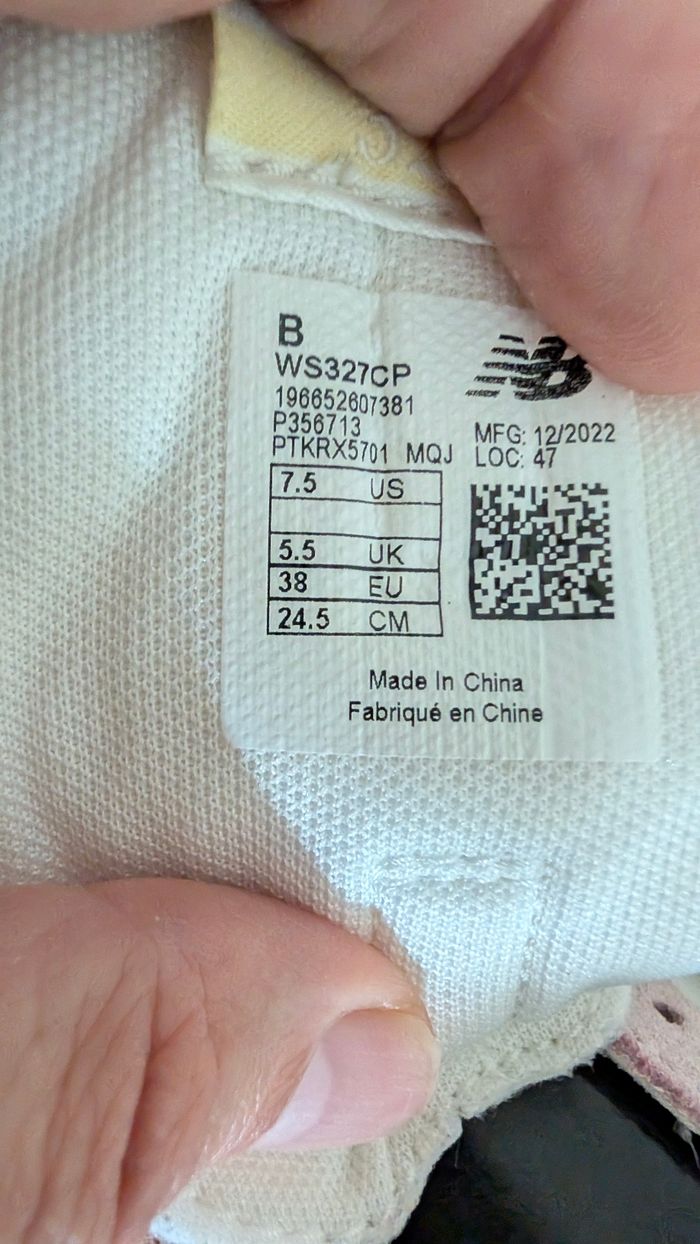 B
WS327CP
196652607381
P356713
PTKRX5701 MQJ
MFG: 12/2022
LOC: 47
7.5 US
5.5 UK
38 EU
24.5 CM
Made In China
Fabriqué en Chine